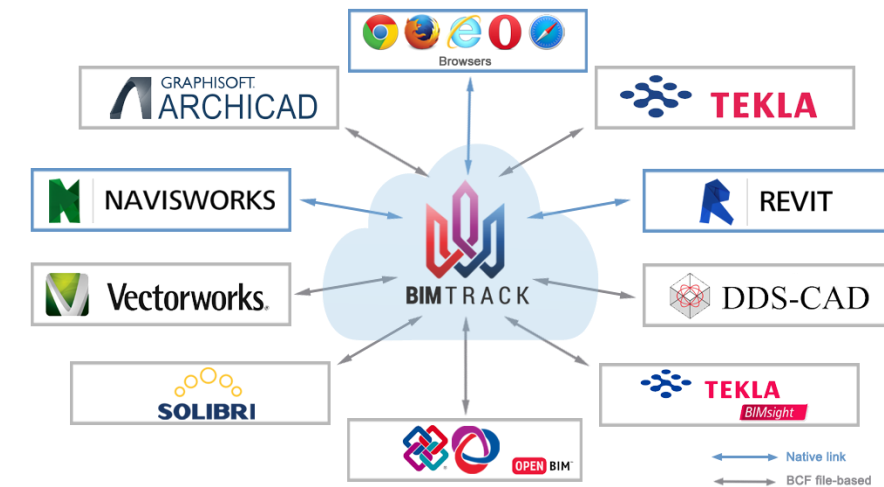 Browsers
GRAPHISOFT.
ARCHICAD
TEKLA
NAVISWORKS
REVIT
BIMTRACK
Vectorworks.
DDS-CAD
SOLIBRI
TEKLA
BIMsight
OPEN BIM
Native link
BCF file-based